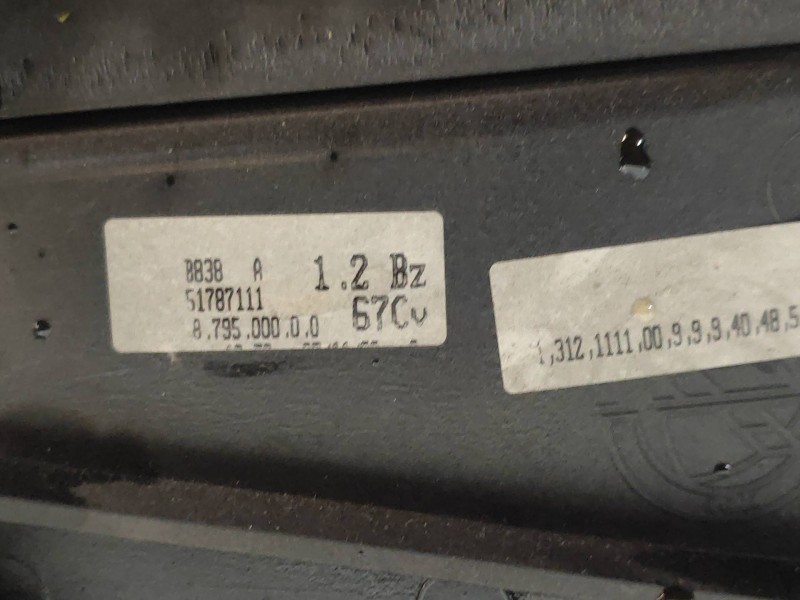 B838 A 1.2 Bz
51787111 67Cv
8.795.000.0.0
1,312,1111,00,9,9,9,40,48,5